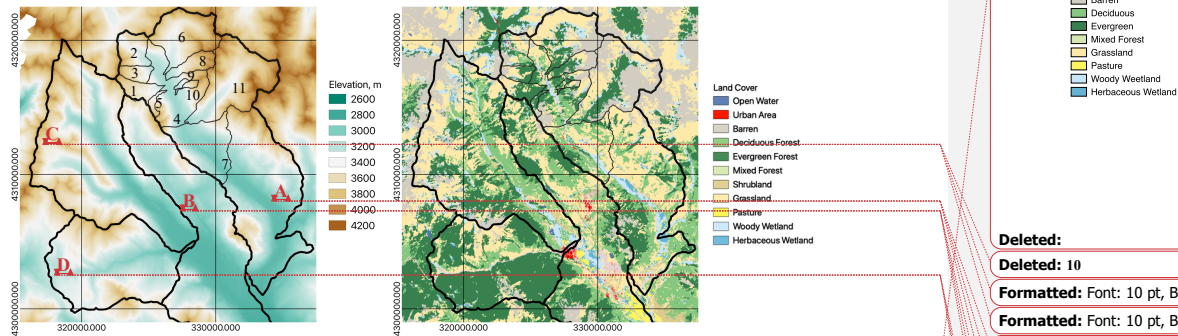 4320000.000
4310000.000
4300000.000
320000.000
330000.000
6
2
8
3
9
1
10
11
5
4
7
C
A
B
D
Elevation, m
2600
2800
3000
3200
3400
3600
3800
4000
4200
4320000.000
4310000.000
4300000.000
320000.000
330000.000
Land Cover
Open Water
Urban Area
Barren
Deciduous Forest
Evergreen Forest
Mixed Forest
Shrubland
Grassland
Pasture
Woody Wetland
Herbaceous Wetland
Barren
Deciduous
Evergreen
Mixed Forest
Grassland
Pasture
Woody Weetland
Herbaceous Wetland
Deleted:
Deleted: 10
Formatted: Font: 10 pt, B
Formatted: Font: 10 pt, B